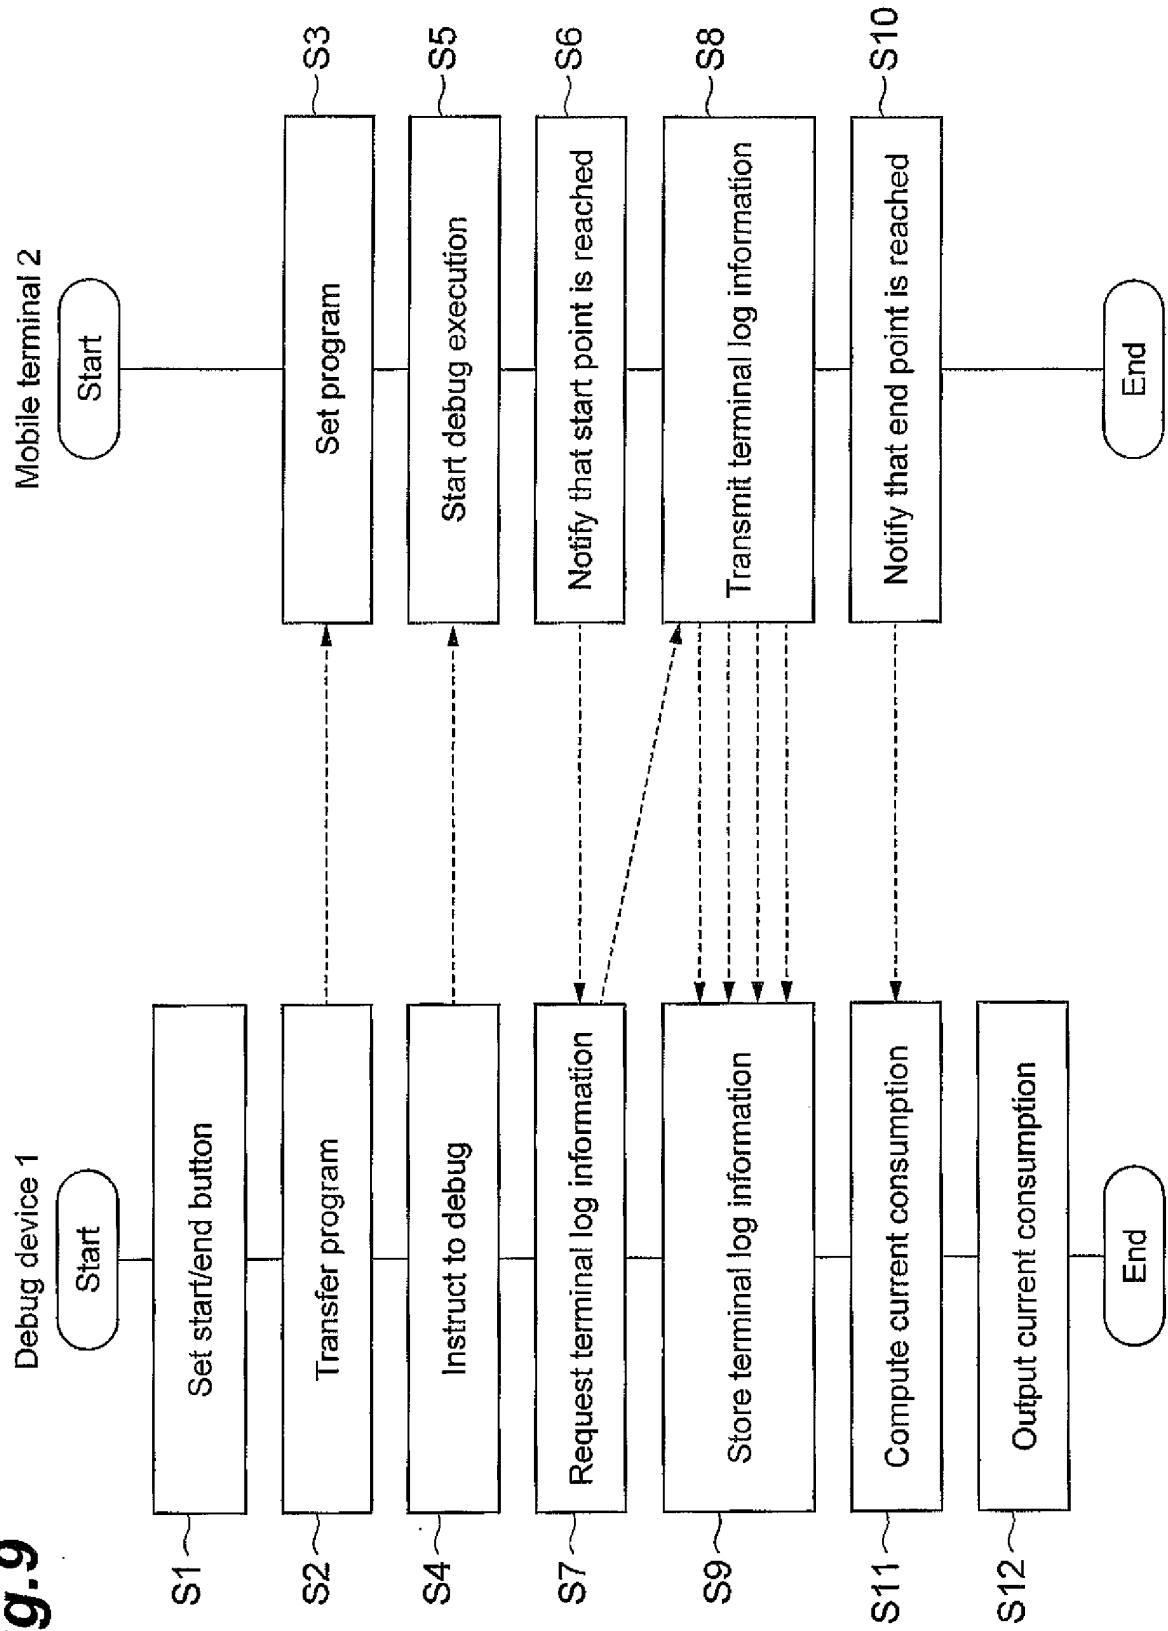 g.9
Debug device 1
Mobile terminal 2
Start
Start
S1
Set start/end button
S2
Transfer program
Set program
S3
S4
Instruct to debug
Start debug execution
S5
S7
Request terminal log information
Notify that start point is reached
S6
S9
Store terminal log information
Transmit terminal log information
S8
S11
Compute current consumption
Notify that end point is reached
S10
S12
Output current consumption
End
End